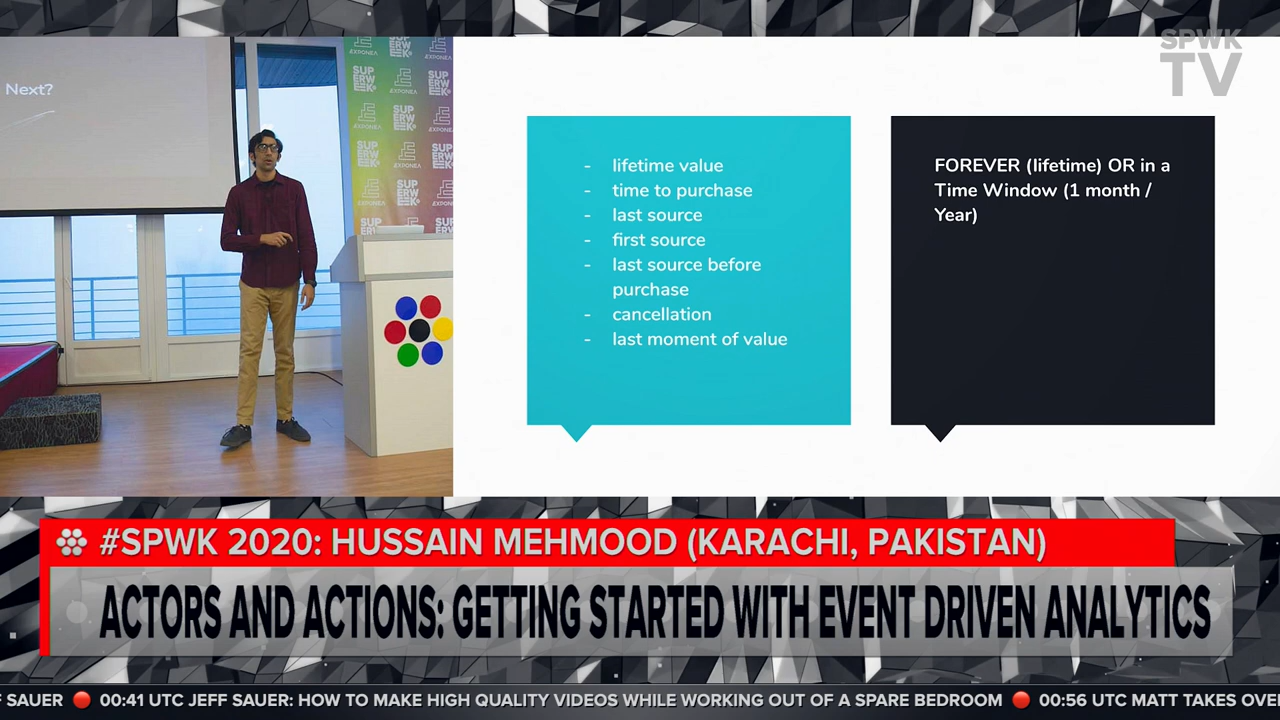 SPWK
TV
Next?
SUPERWEEK
EXPONEA
- lifetime value
- time to purchase
- last source
- first source
- last source before
purchase
- cancellation
- last moment of value
FOREVER (lifetime) OR in a
Time Window (1 month /
Year)
#SPWK 2020: HUSSAIN MEHMOOD (KARACHI, PAKISTAN)
ACTORS AND ACTIONS: GETTING STARTED WITH EVENT DRIVEN ANALYTICS
F SAUER 00:41 UTC JEFF SAUER: HOW TO MAKE HIGH QUALITY VIDEOS WHILE WORKING OUT OF A SPARE BEDROOM 00:56 UTC MATT TAKES OVE